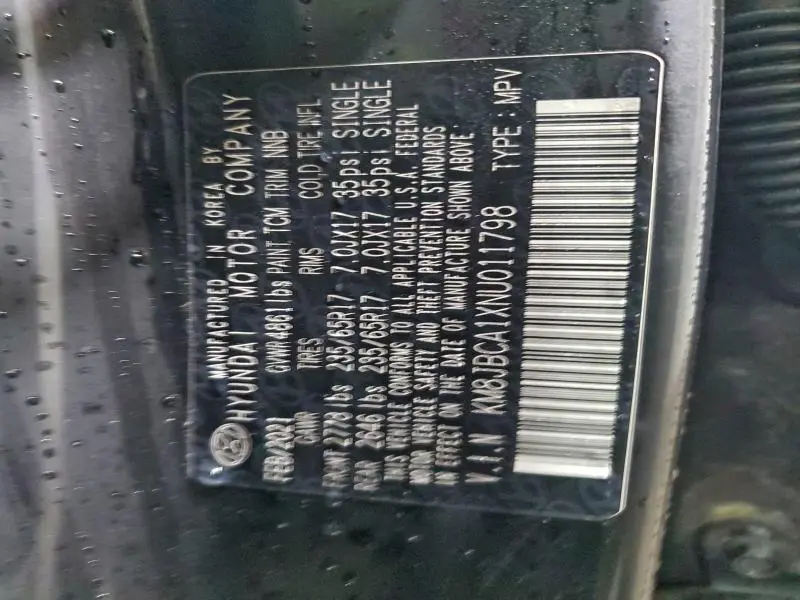 MANUFACTURED IN KOREA BY
HYUNDAI MOTOR COMPANY
FEB/2021 GVWR 4861lbs PAINT TCM TRIM NNB
GAWR TIRES RMS COLD TIRE INFL
FRONT 2778 lbs 235/65R17 7.0JX17 35psi SINGLE
REAR 2646 lbs 235/65R17 7.0JX17 35psi SINGLE
THIS VEHICLE CONFORMS TO ALL APPLICABLE U.S.A. FEDERAL
MOTOR VEHICLE SAFETY AND THEFT PREVENTION STANDARDS
IN EFFECT ON THE DATE OF MANUFACTURE SHOWN ABOVE
V.I.N KM8JBCA1XNU011798 TYPE : MPV